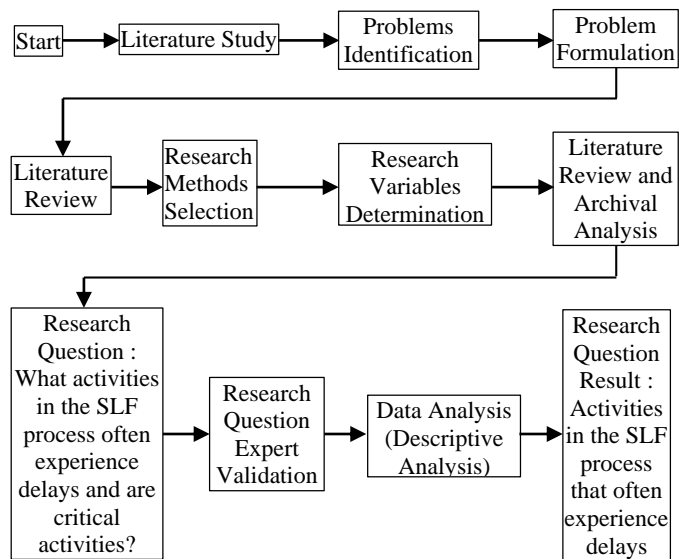 Start
Literature Study
Problems
Identification
Problem
Formulation
Literature
Review
Research
Methods
Selection
Research
Variables
Determination
Literature
Review and
Archival
Analysis
Research
Question :
What activities
in the SLF
process often
experience
delays and are
critical
activities?
Research
Question
Expert
Validation
Data Analysis
(Descriptive
Analysis)
Research
Question
Result :
Activities
in the SLF
process
that often
experience
delays